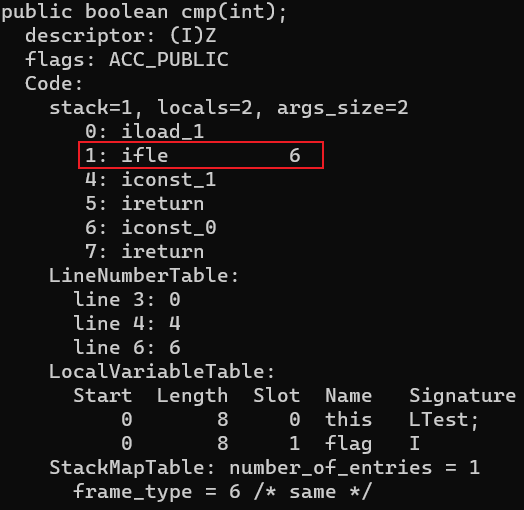 public boolean cmp(int);
  descriptor: (I)Z
  flags: ACC_PUBLIC
  Code:
    stack=1, locals=2, args_size=2
       0: iload_1
       1: ifle          6
       4: iconst_1
       5: ireturn
       6: iconst_0
       7: ireturn
    LineNumberTable:
      line 3: 0
      line 4: 4
      line 6: 6
    LocalVariableTable:
      Start  Length  Slot  Name   Signature
          0       8     0  this   LTest;
          0       8     1  flag   I
    StackMapTable: number_of_entries = 1
      frame_type = 6 /* same */